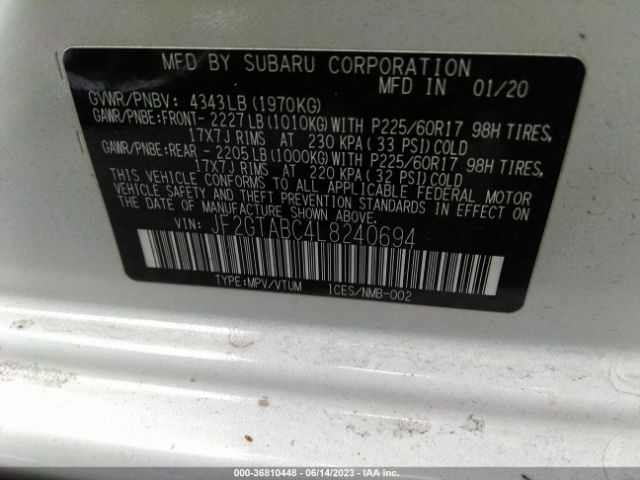 MFD BY SUBARU CORPORATION
MFD IN 01/20
GVWR/PNBV: 4343LB(1970KG)
GAWR/PNBE:FRONT- 2227LB(1010KG)WITH P225/60R17 98H TIRES,
17X7J RIMS AT 230 KPA(33 PSI)COLD
GAWR/PNBE:REAR - 2205LB(1000KG)WITH P225/60R17 98H TIRES,
17X7J RIMS AT 220 KPA(32 PSI)COLD
THIS VEHICLE CONFORMS TO ALL APPLICABLE FEDERAL MOTOR
VEHICLE SAFETY AND THEFT PREVENTION STANDARDS IN EFFECT ON
THE DATE OF MANUFACTURE SHOWN ABOVE.
VIN: JF2GTABC4L8240694
TYPE:MPV/VTUM ICES/NMB-002
000-36810448 - 06/14/2023 - IAA Inc.